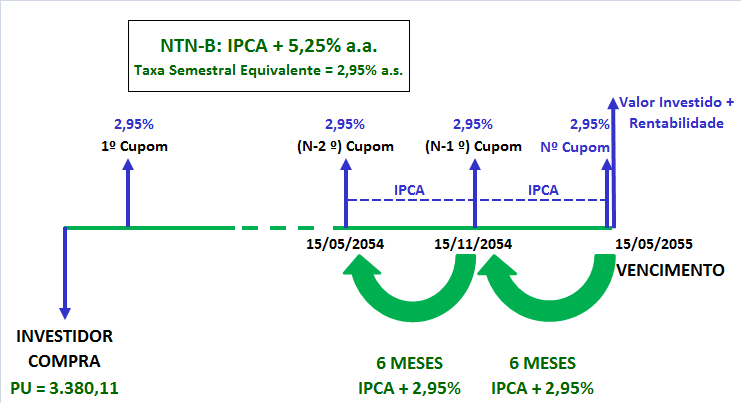 NTN-B: IPCA + 5,25% a.a.
Taxa Semestral Equivalente = 2,95% a.s.
Valor Investido +
Rentabilidade
2,95%
1º Cupom
2,95%
(N-2 º) Cupom
2,95%
(N-1 º) Cupom
2,95%
Nº Cupom
IPCA
IPCA
15/05/2054
15/11/2054
15/05/2055
VENCIMENTO
INVESTIDOR
COMPRA
PU = 3.380,11
6 MESES
IPCA + 2,95%
6 MESES
IPCA + 2,95%